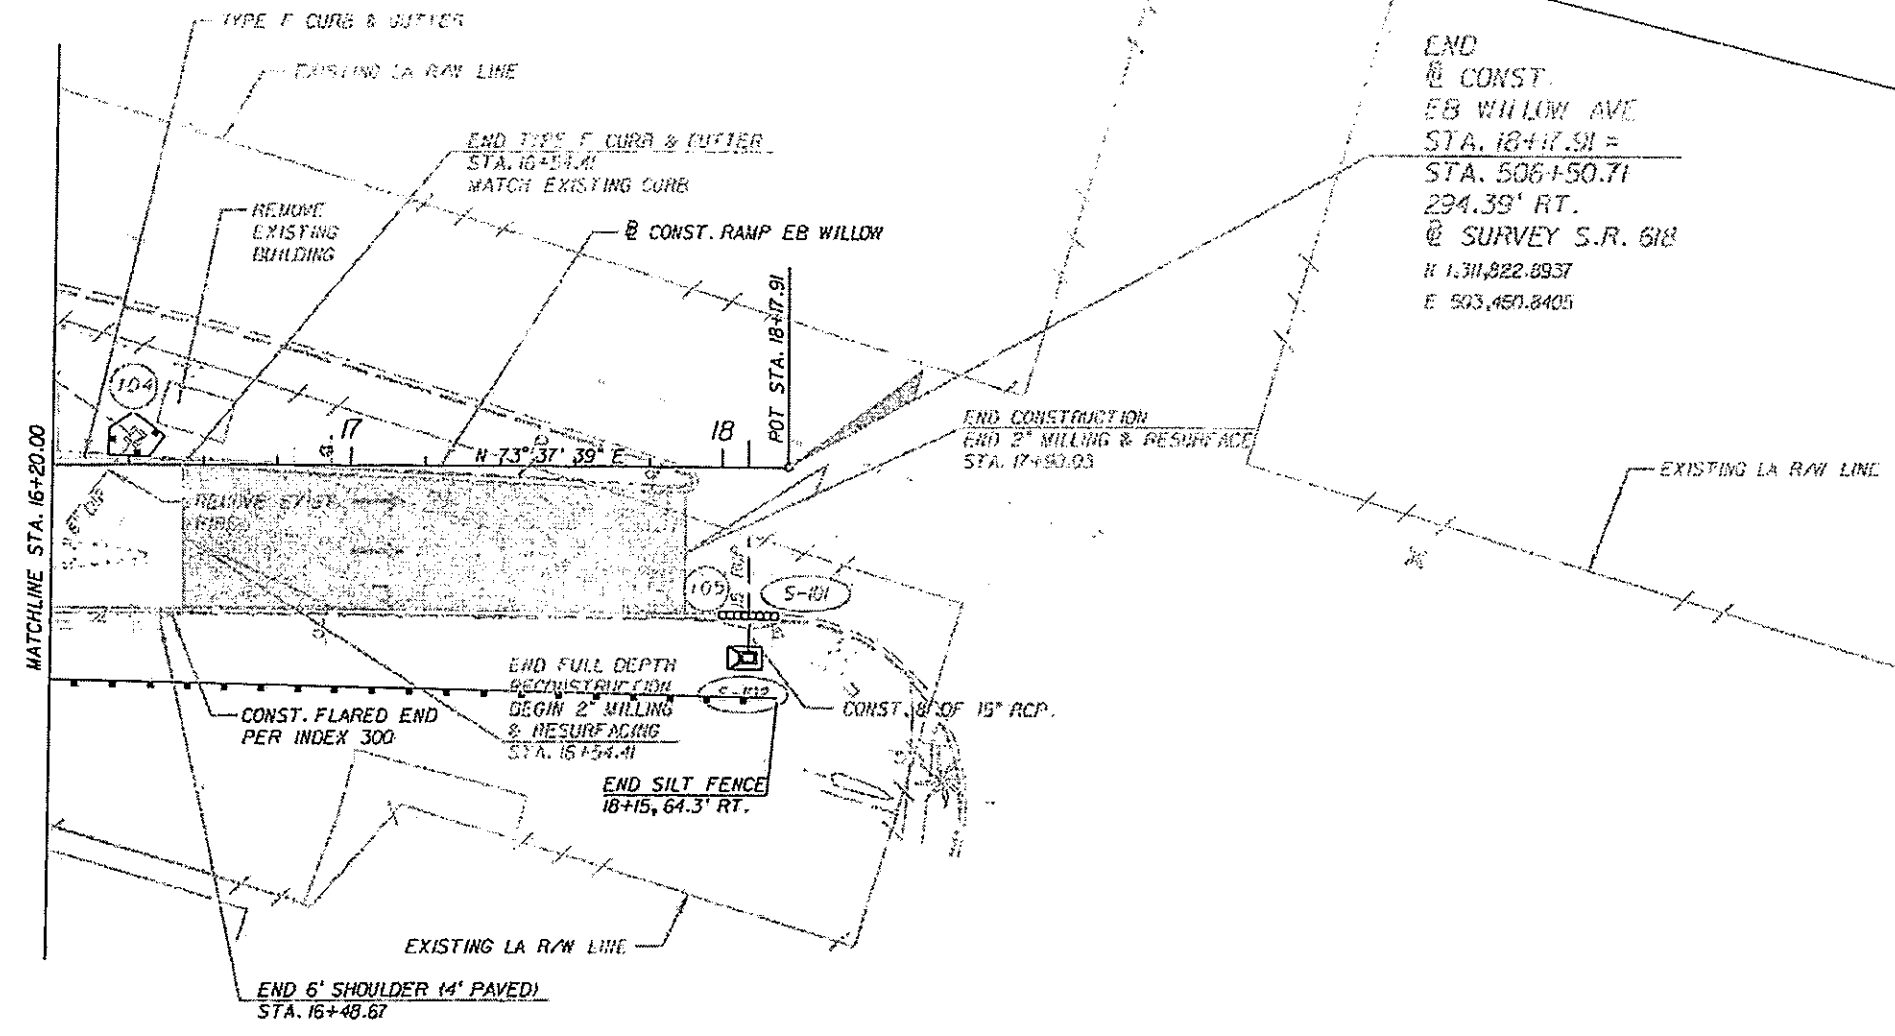 TYPE F CURB & GUTTER
EXISTING LA R/W LINE
END TYPE F CURB & GUTTER
STA. 16+54.41
MATCH EXISTING CURB
REMOVE
EXISTING
BUILDING
℄ CONST. RAMP EB WILLOW
END
℄ CONST.
EB WILLOW AVE
STA. 18+17.91 =
STA. 506+50.71
294.39' RT.
℄ SURVEY S.R. 618
N 1,311,822.8937
E 503,450.8405
POT STA. 18+17.91
104
17
18
N 73° 37' 39" E
MATCHLINE STA. 16+20.00
END CONSTRUCTION
END 2" MILLING & RESURFACE
STA. 17+90.03
EXISTING LA R/W LINE
REMOVE EXIST.
105
S-101
END FULL DEPTH
RECONSTRUCTION
BEGIN 2" MILLING
& RESURFACING
STA. 16+54.41
CONST. FLARED END
PER INDEX 300
CONST. 8' OF 15" RCP.
END SILT FENCE
18+15, 64.3' RT.
EXISTING LA R/W LINE
END 6' SHOULDER (4' PAVED)
STA. 16+48.67